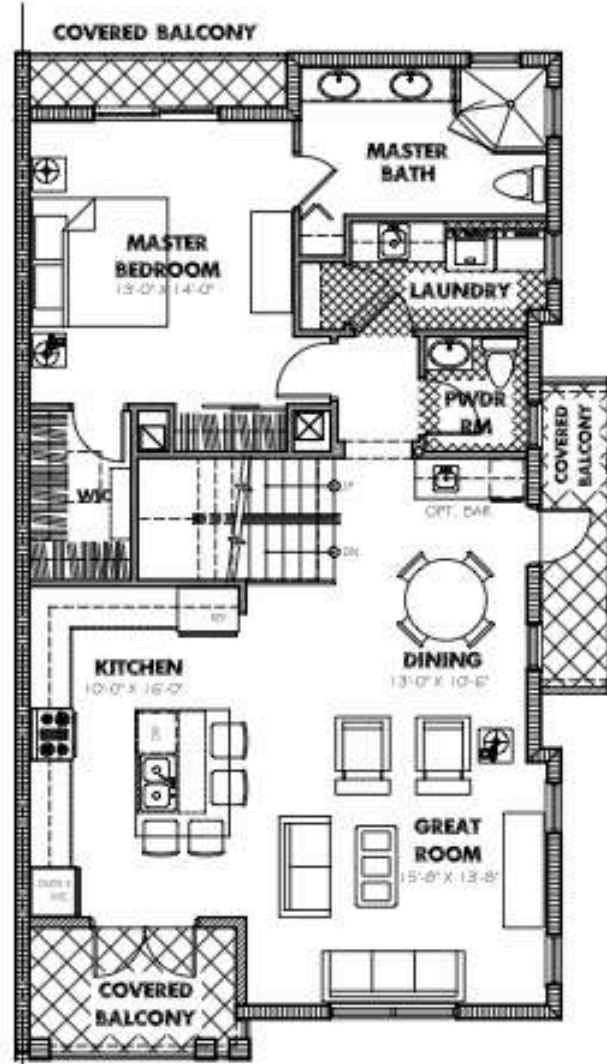 COVERED BALCONY
MASTER
BATH
MASTER
BEDROOM
13'-0" X 14'-0"
LAUNDRY
PWDR
RM
COVERED
BALCONY
WIC
UP
DN
OPT. BAR
REF
KITCHEN
10'-0" X 16'-0"
DINING
13'-0 X 10'-6"
GREAT
ROOM
15'-8" X 13'-8"
COVERED
BALCONY